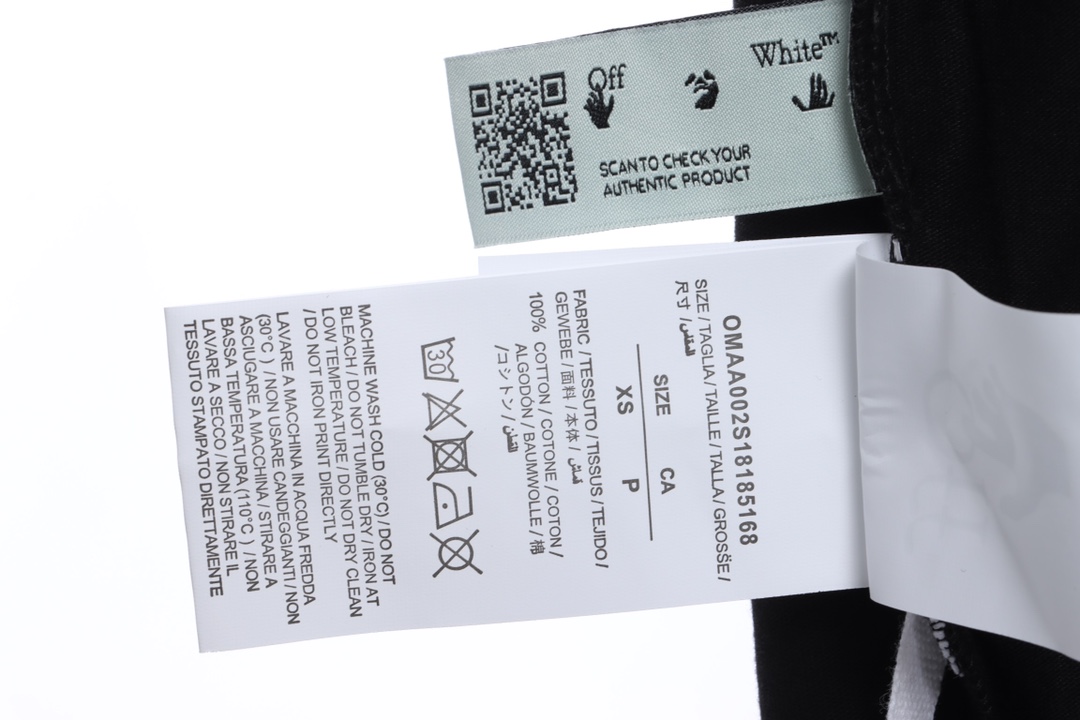 Off
White™
SCAN TO CHECK YOUR
AUTHENTIC PRODUCT
OMAA002S18185168
SIZE / TAGLIA / TAILLE / TALLA / GROSSE /
尺寸 / المقاس
SIZE CA
XS P
FABRIC / TESSUTO / TISSUS / TEJIDO /
GEWEBE / 面料 / 本体 / قماش
100% COTTON / COTONE / COTON /
ALGODÓN / BAUMWOLLE / 棉
/ コットン / القطن
30
MACHINE WASH COLD (30°C) / DO NOT
BLEACH / DO NOT TUMBLE DRY / IRON AT
LOW TEMPERATURE / DO NOT DRY CLEAN
/ DO NOT IRON PRINT DIRECTLY
LAVARE A MACCHINA IN ACQUA FREDDA
(30°C ) / NON USARE CANDEGGIANTI / NON
ASCIUGARE A MACCHINA / STIRARE A
BASSA TEMPERATURA (110°C ) / NON
LAVARE A SECCO / NON STIRARE IL
TESSUTO STAMPATO DIRETTAMENTE